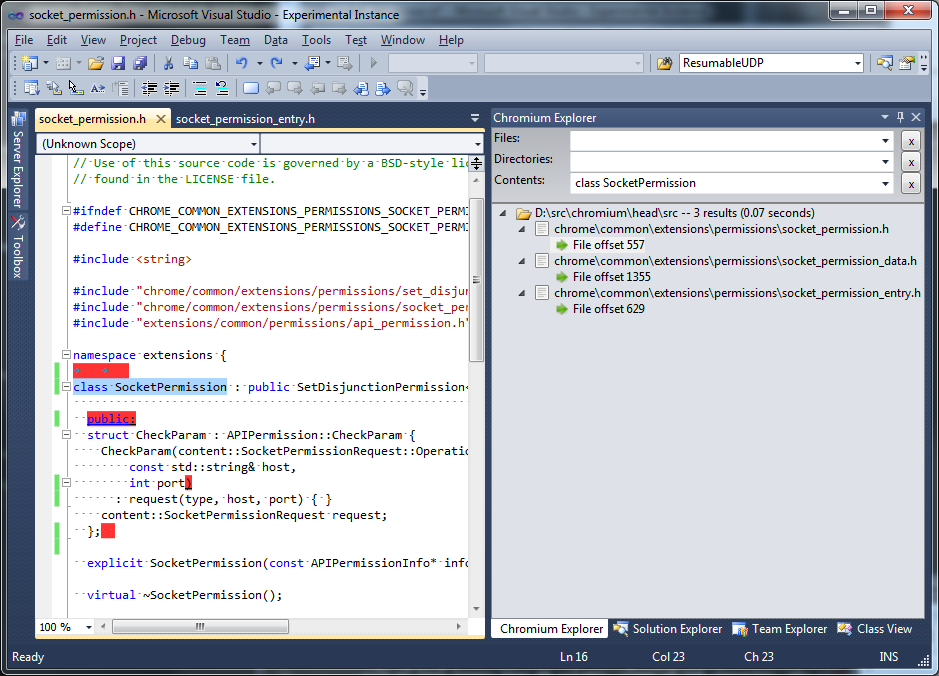 socket_permission.h - Microsoft Visual Studio - Experimental Instance
File Edit View Project Debug Team Data Tools Test Window Help
ResumableUDP
Server Explorer
Toolbox
socket_permission.h socket_permission_entry.h
(Unknown Scope)
// Use of this source code is governed by a BSD-style lic
// found in the LICENSE file.
#ifndef CHROME_COMMON_EXTENSIONS_PERMISSIONS_SOCKET_PERMI
#define CHROME_COMMON_EXTENSIONS_PERMISSIONS_SOCKET_PERMI
#include <string>
#include "chrome/common/extensions/permissions/set_disjun
#include "chrome/common/extensions/permissions/socket_per
#include "extensions/common/permissions/api_permission.h"
namespace extensions {
class SocketPermission : public SetDisjunctionPermission<
public:
struct CheckParam : APIPermission::CheckParam {
CheckParam(content::SocketPermissionRequest::Operatio
const std::string& host,
int port)
: request(type, host, port) { }
content::SocketPermissionRequest request;
};
explicit SocketPermission(const APIPermissionInfo* info
virtual ~SocketPermission();
100 %
Chromium Explorer
Files:
x
Directories:
x
Contents: class SocketPermission
x
D:\src\chromium\head\src -- 3 results (0.07 seconds)
chrome\common\extensions\permissions\socket_permission.h
File offset 557
chrome\common\extensions\permissions\socket_permission_data.h
File offset 1355
chrome\common\extensions\permissions\socket_permission_entry.h
File offset 629
Chromium Explorer Solution Explorer Team Explorer Class View
Ready Ln 16 Col 23 Ch 23 INS